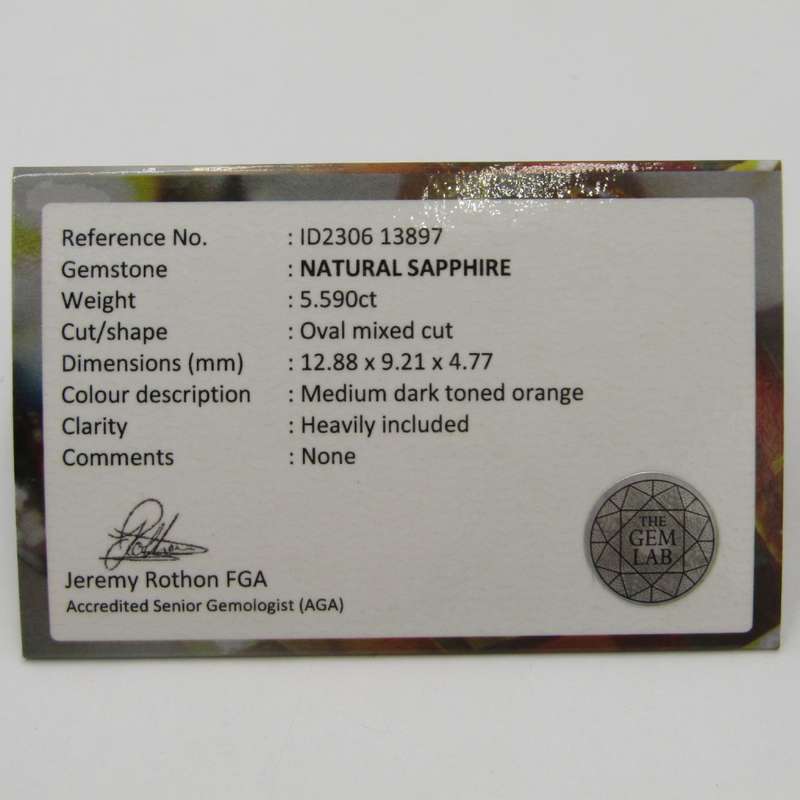 Reference No. : ID2306 13897
Gemstone : NATURAL SAPPHIRE
Weight : 5.590ct
Cut/shape : Oval mixed cut
Dimensions (mm) : 12.88 x 9.21 x 4.77
Colour description : Medium dark toned orange
Clarity : Heavily included
Comments : None
Jeremy Rothon FGA
Accredited Senior Gemologist (AGA)
THE
GEM
LAB